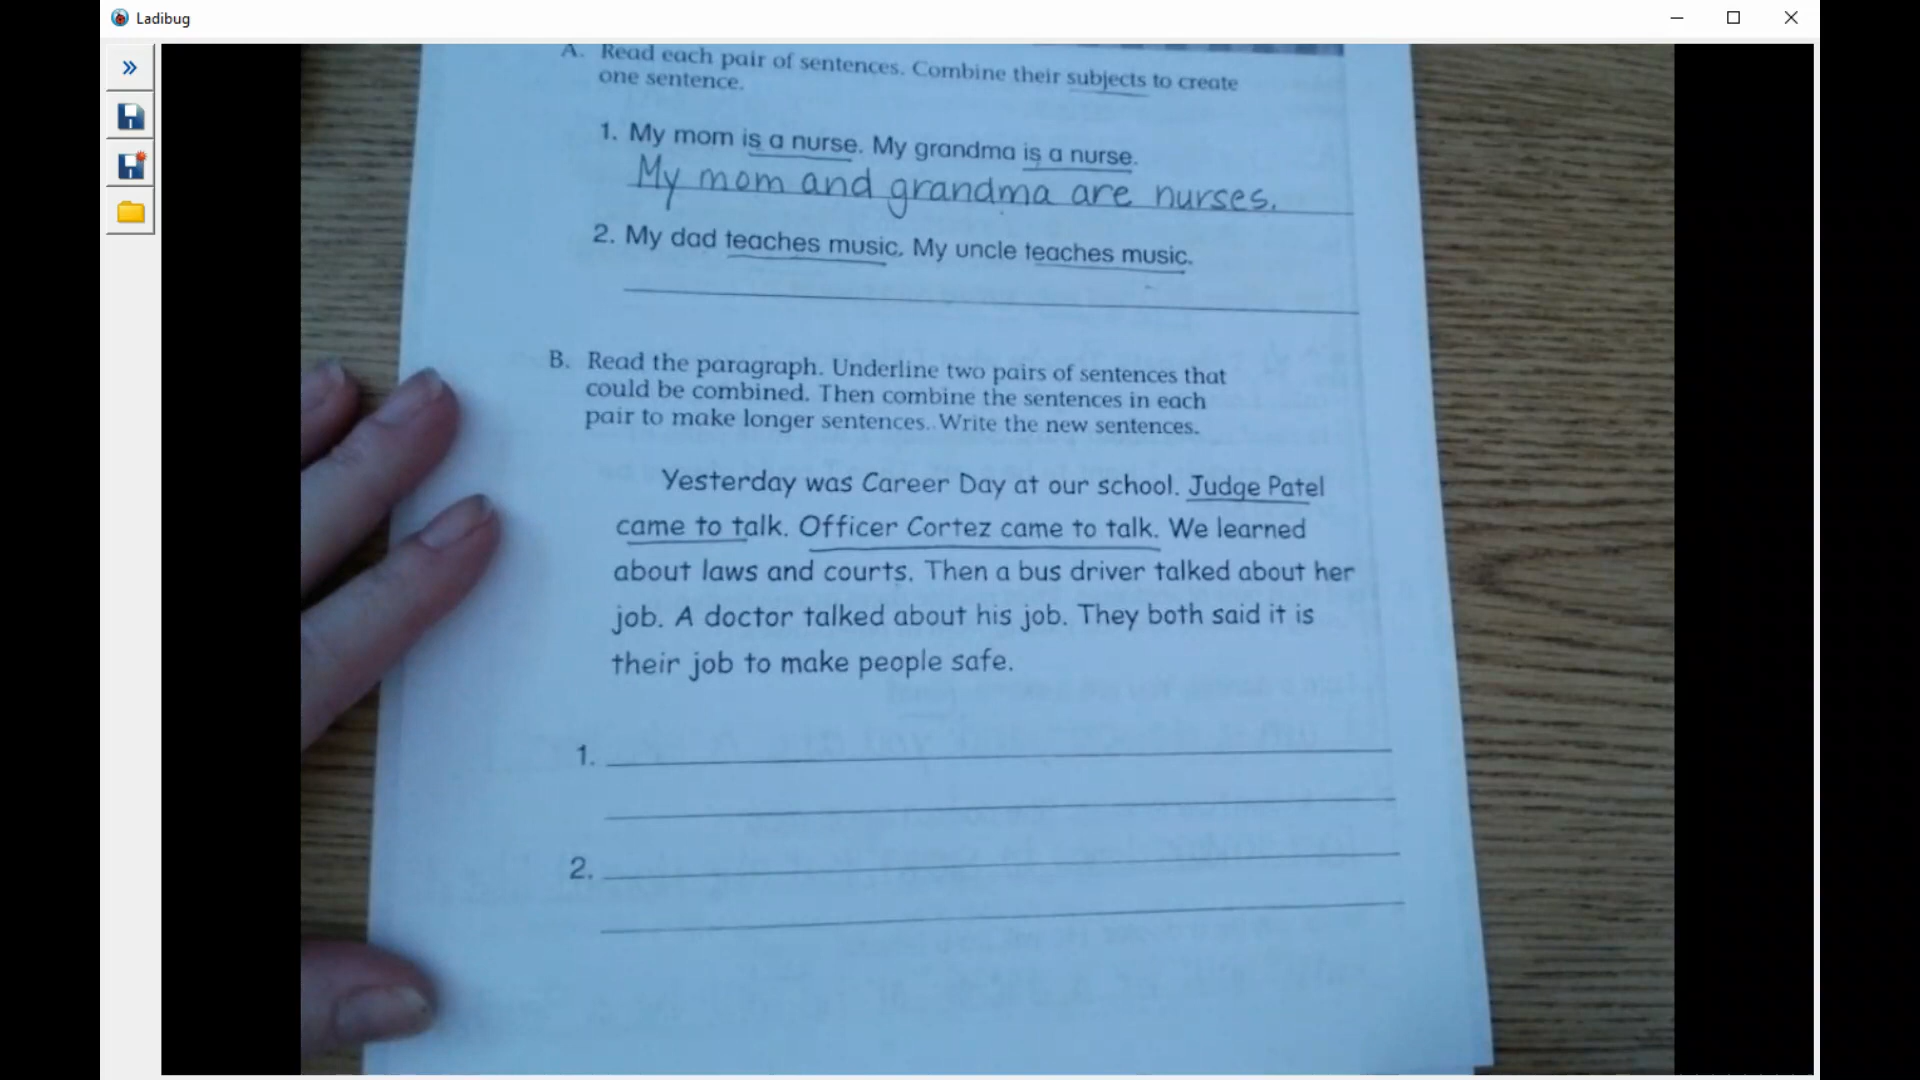 Ladibug
A. Read each pair of sentences. Combine their subjects to create
one sentence.
1. My mom is a nurse. My grandma is a nurse.
My mom and grandma are nurses.
2. My dad teaches music. My uncle teaches music.
B. Read the paragraph. Underline two pairs of sentences that
could be combined. Then combine the sentences in each
pair to make longer sentences. Write the new sentences.
Yesterday was Career Day at our school. Judge Patel
came to talk. Officer Cortez came to talk. We learned
about laws and courts. Then a bus driver talked about her
job. A doctor talked about his job. They both said it is
their job to make people safe.
1.
2.